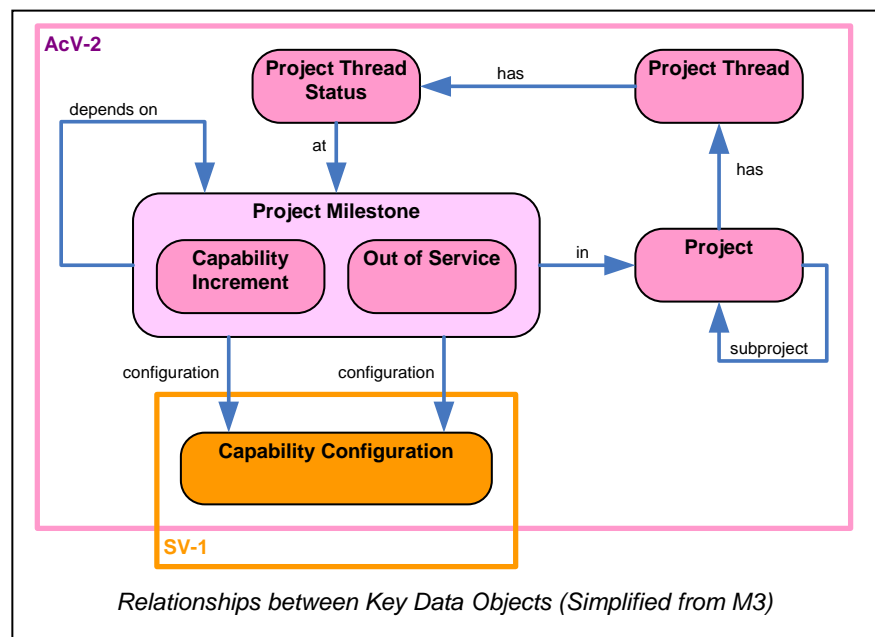 AcV-2
Project Thread
Status
has
Project Thread
depends on
at
has
Project Milestone
Capability
Increment
Out of Service
in
Project
subproject
configuration
configuration
Capability Configuration
SV-1
Relationships between Key Data Objects (Simplified from M3)